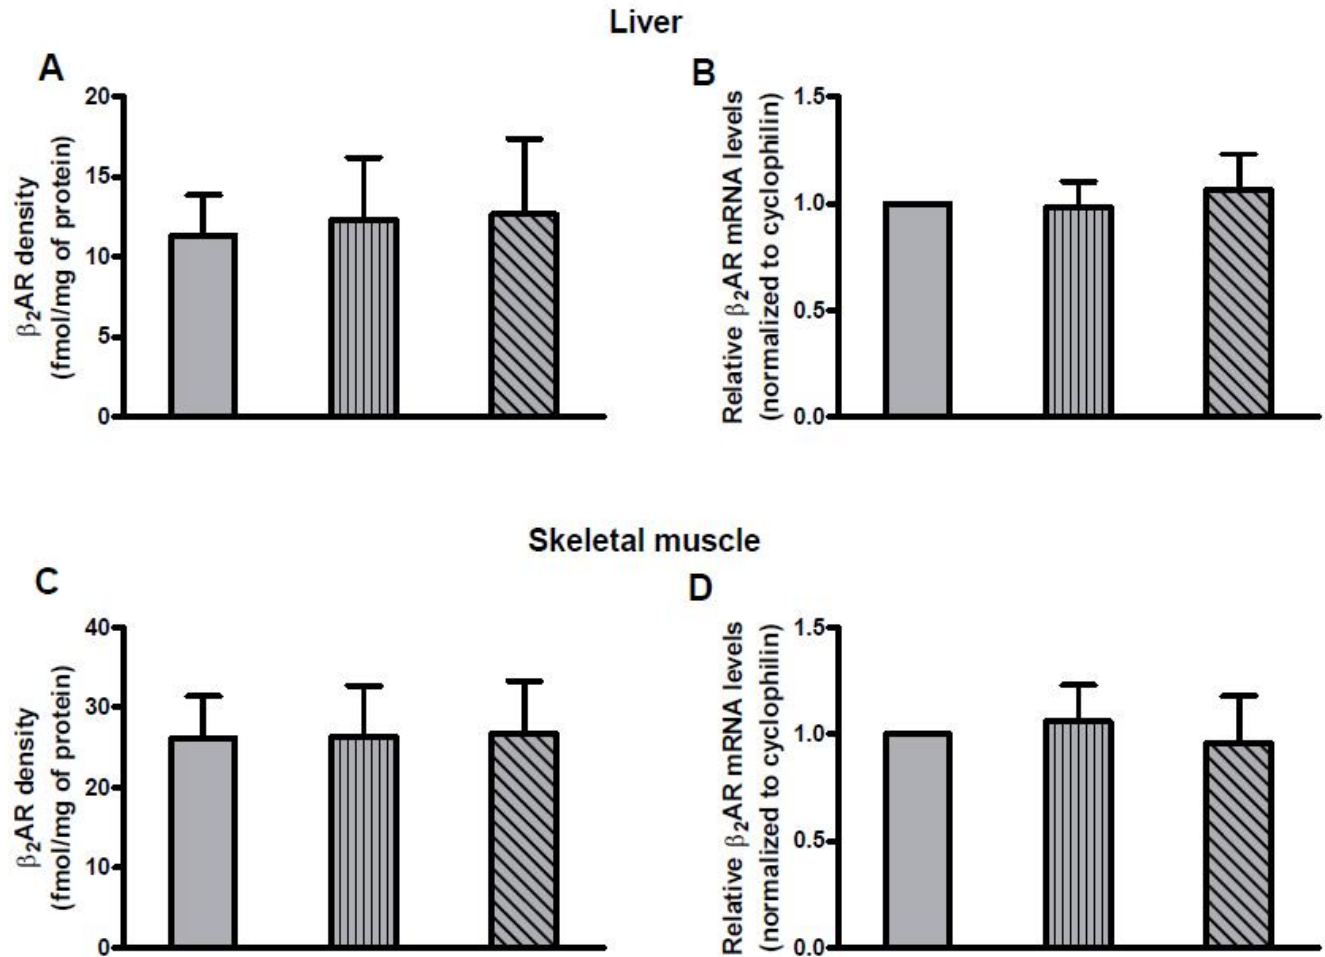 Liver
A
β₂AR density
(fmol/mg of protein)
20
15
10
5
0
B
Relative β₂AR mRNA levels
(normalized to cyclophilin)
1.5
1.0
0.5
0.0
Skeletal muscle
C
β₂AR density
(fmol/mg of protein)
40
30
20
10
0
D
Relative β₂AR mRNA levels
(normalized to cyclophilin)
1.5
1.0
0.5
0.0